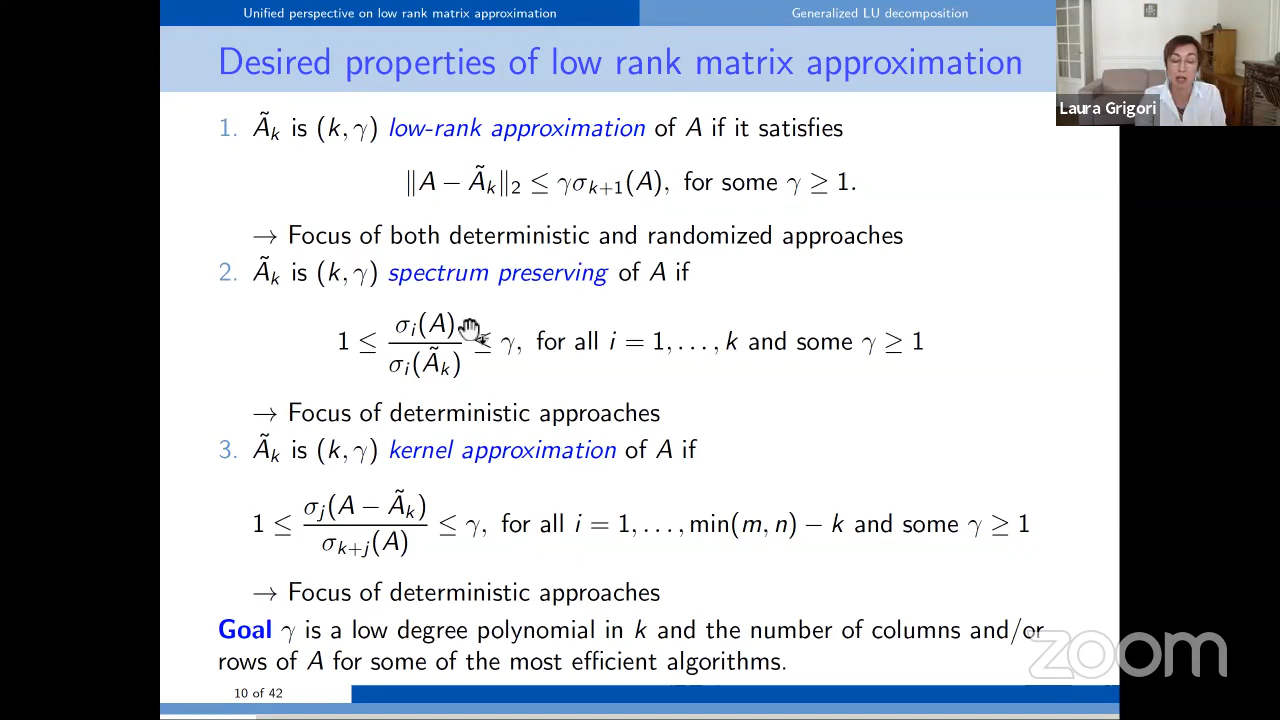 Unified perspective on low rank matrix approximation
Generalized LU decomposition
Desired properties of low rank matrix approximation
Laura Grigori
1. Ã_k is (k, γ) low-rank approximation of A if it satisfies
‖A − Ã_k‖₂ ≤ γσ_{k+1}(A), for some γ ≥ 1.
→ Focus of both deterministic and randomized approaches
2. Ã_k is (k, γ) spectrum preserving of A if
1 ≤ σ_i(A) / σ_i(Ã_k) ≤ γ, for all i = 1, . . . , k and some γ ≥ 1
→ Focus of deterministic approaches
3. Ã_k is (k, γ) kernel approximation of A if
1 ≤ σ_j(A − Ã_k) / σ_{k+j}(A) ≤ γ, for all i = 1, . . . , min(m, n) − k and some γ ≥ 1
→ Focus of deterministic approaches
Goal γ is a low degree polynomial in k and the number of columns and/or
rows of A for some of the most efficient algorithms.
zoom
10 of 42